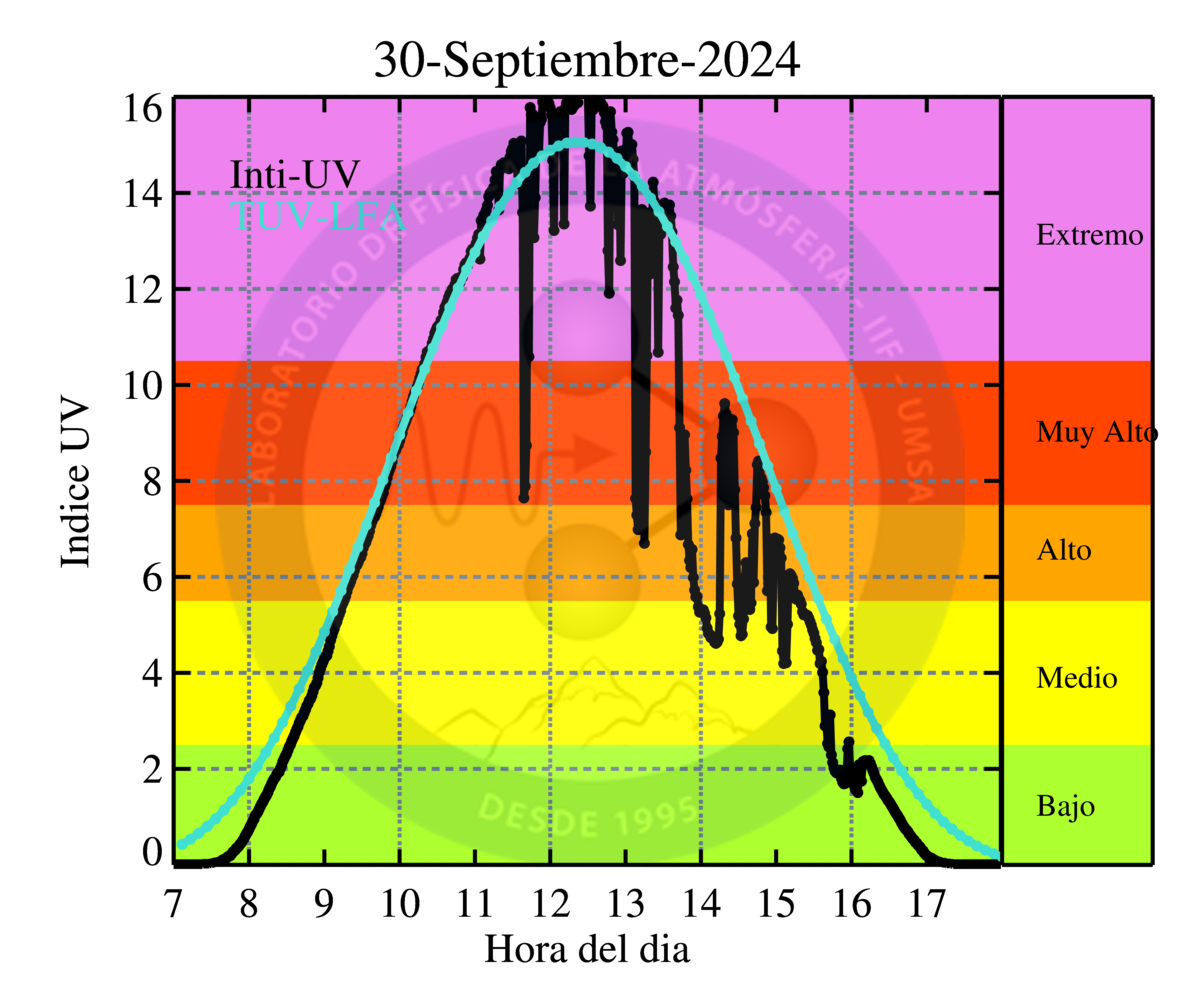 30-Septiembre-2024
Inti-UV
TUV-LFA
LABORATORIO DE FÍSICA DE LA ATMÓSFERA - IIF - UMSA
DESDE 1995
Indice UV
16
14
12
10
8
6
4
2
0
Extremo
Muy Alto
Alto
Medio
Bajo
7 8 9 10 11 12 13 14 15 16 17
Hora del dia